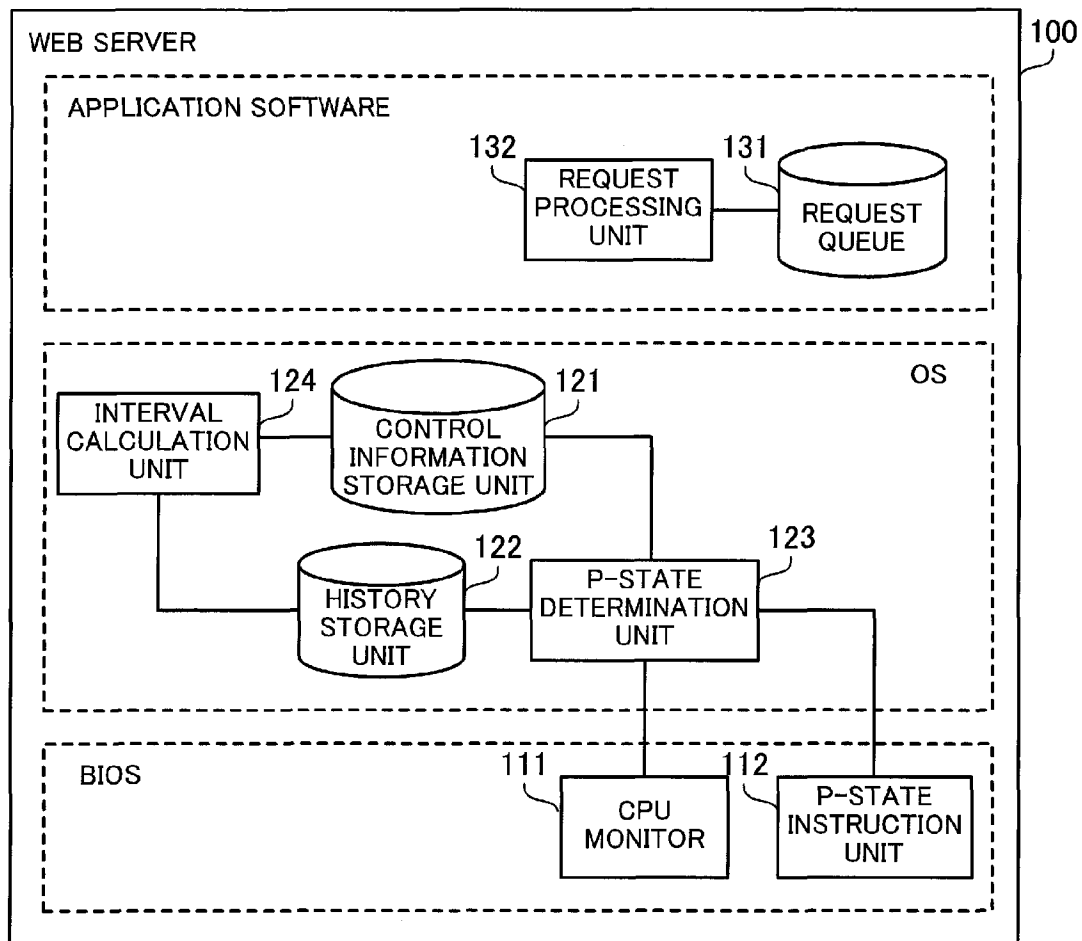 100
WEB SERVER
APPLICATION SOFTWARE
132
131
REQUEST
PROCESSING
UNIT
REQUEST
QUEUE
OS
124
121
INTERVAL
CALCULATION
UNIT
CONTROL
INFORMATION
STORAGE UNIT
122
123
HISTORY
STORAGE
UNIT
P-STATE
DETERMINATION
UNIT
BIOS
111
112
CPU
MONITOR
P-STATE
INSTRUCTION
UNIT